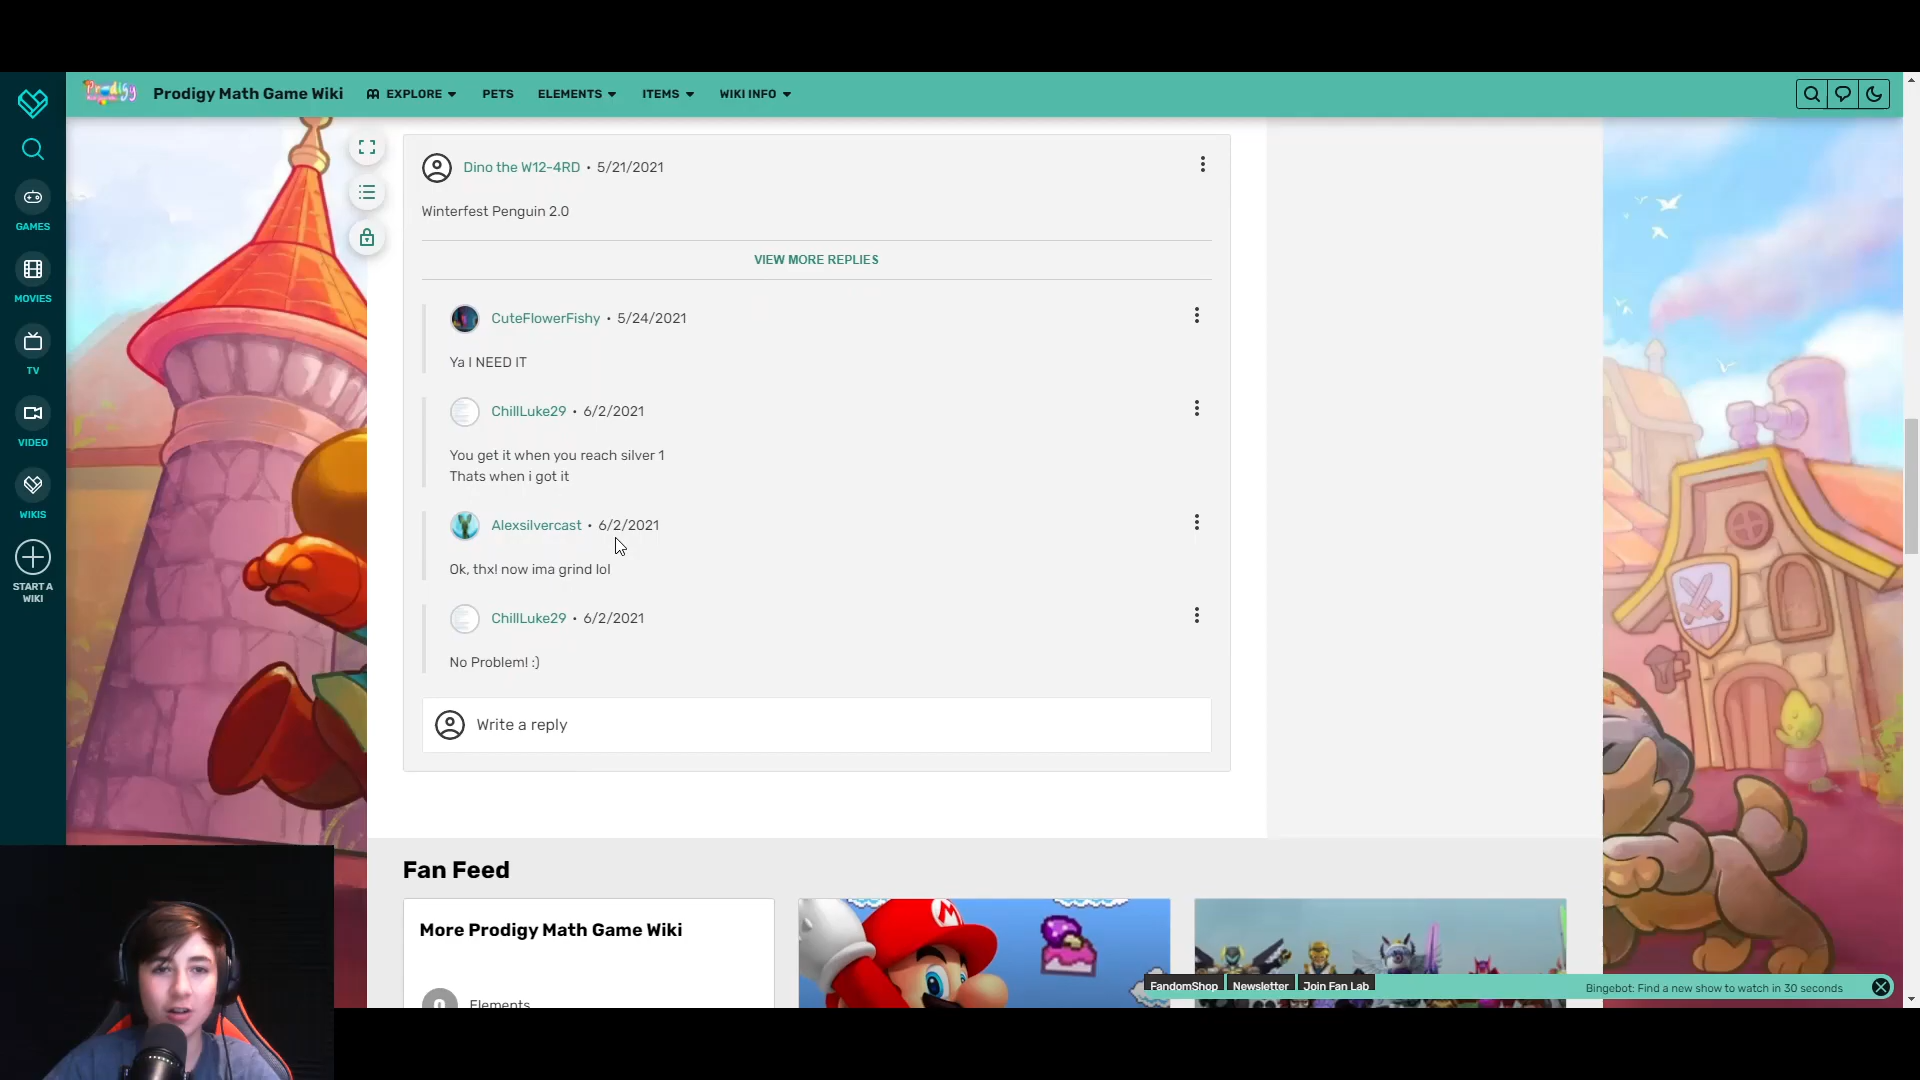 Prodigy
Prodigy Math Game Wiki
EXPLORE
PETS
ELEMENTS
ITEMS
WIKI INFO
GAMES
MOVIES
TV
VIDEO
WIKIS
START A
WIKI
Dino the W12-4RD • 5/21/2021
Winterfest Penguin 2.0
VIEW MORE REPLIES
CuteFlowerFishy • 5/24/2021
Ya I NEED IT
ChillLuke29 • 6/2/2021
You get it when you reach silver 1
Thats when i got it
Alexsilvercast • 6/2/2021
Ok, thx! now ima grind lol
ChillLuke29 • 6/2/2021
No Problem! :)
Write a reply
Fan Feed
More Prodigy Math Game Wiki
Elements
M
FandomShop
Newsletter
Join Fan Lab
Bingebot: Find a new show to watch in 30 seconds